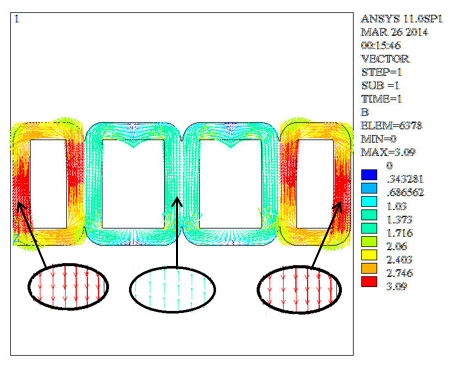 1
ANSYS 11.0SP1
MAR 26 2014
00:15:46
VECTOR
STEP=1
SUB =1
TIME=1
B
ELEM=6378
MIN=0
MAX=3.09
0
.343281
.686562
1.03
1.373
1.716
2.06
2.403
2.746
3.09